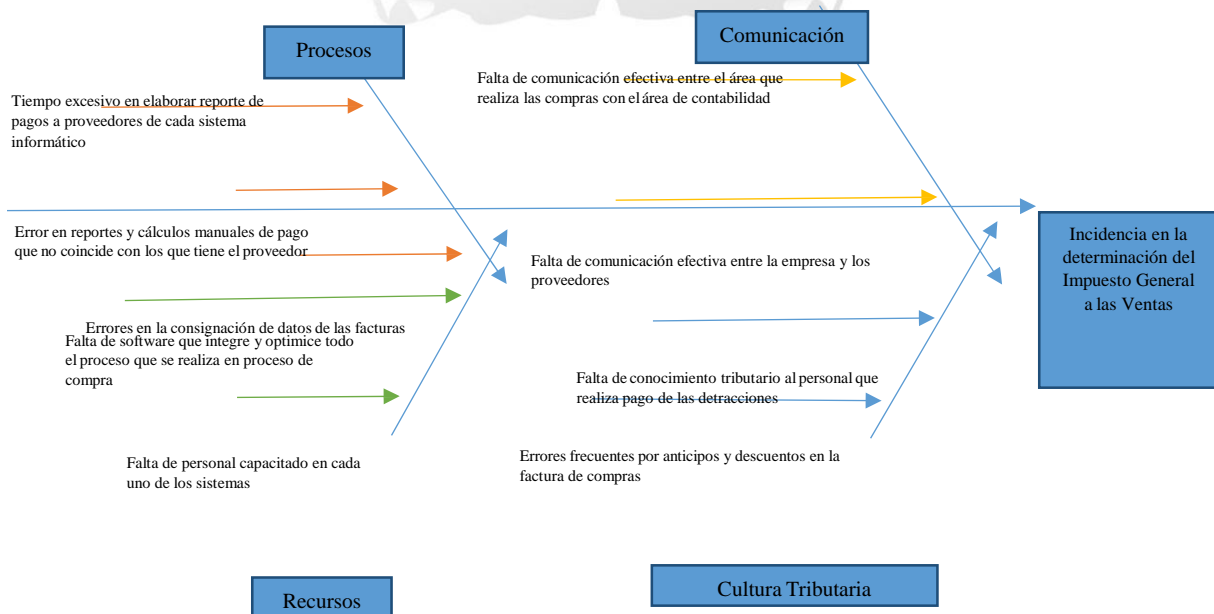 Procesos
Comunicación
Tiempo excesivo en elaborar reporte de
pagos a proveedores de cada sistema
informático
Falta de comunicación efectiva entre el área que
realiza las compras con el área de contabilidad
Error en reportes y cálculos manuales de pago
que no coincide con los que tiene el proveedor
Falta de comunicación efectiva entre la empresa y los
proveedores
Incidencia en la
determinación del
Impuesto General
a las Ventas
Errores en la consignación de datos de las facturas
Falta de software que integre y optimice todo
el proceso que se realiza en proceso de
compra
Falta de conocimiento tributario al personal que
realiza pago de las detracciones
Falta de personal capacitado en cada
uno de los sistemas
Errores frecuentes por anticipos y descuentos en la
factura de compras
Recursos
Cultura Tributaria